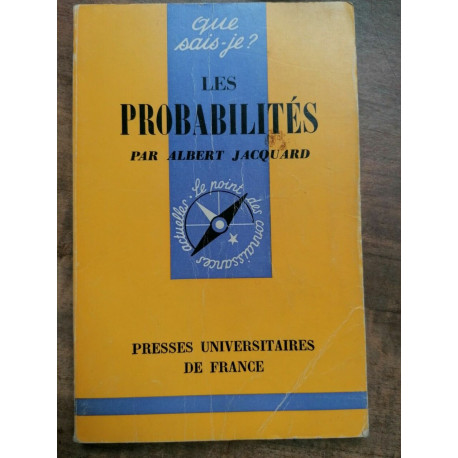 que
sais-je?
LES
PROBABILITÉS
PAR ALBERT JACQUARD
Le point des connaissances actuelles
PRESSES UNIVERSITAIRES
DE FRANCE